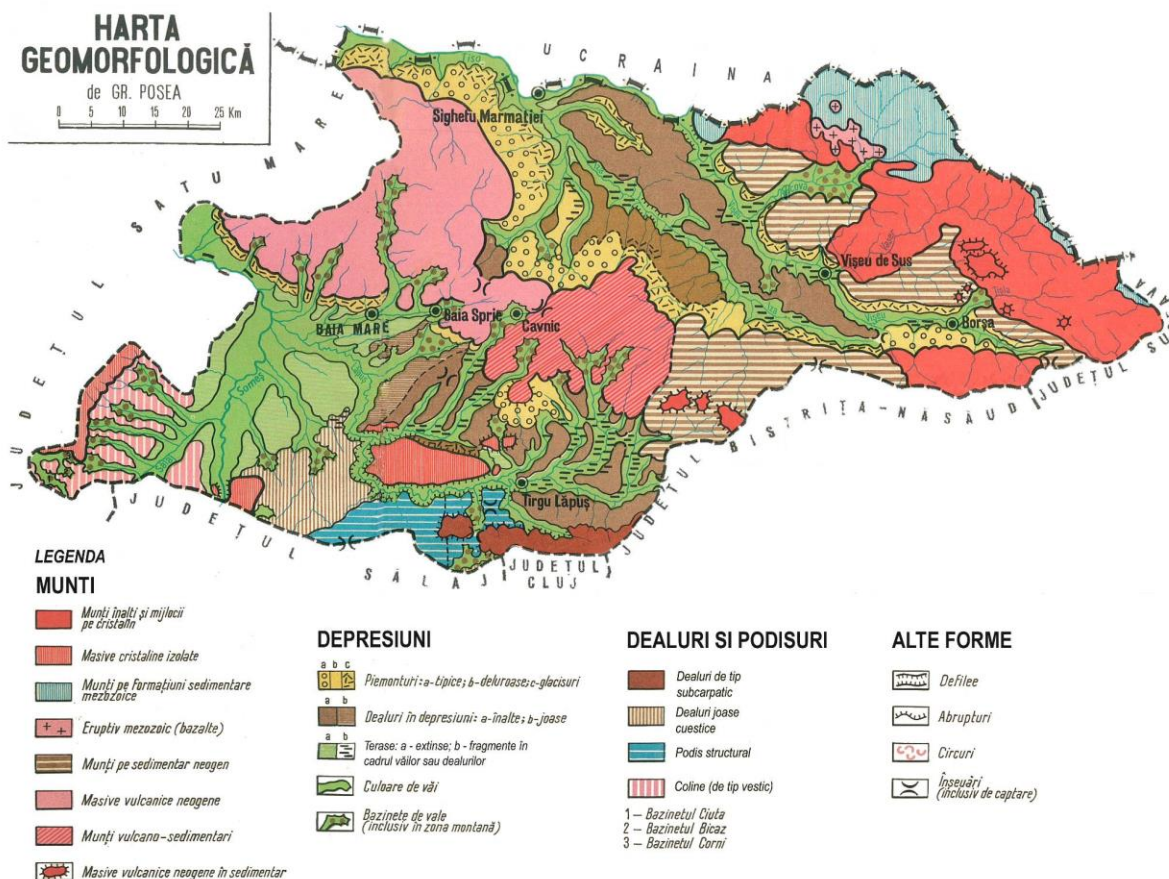 HARTA
GEOMORFOLOGICĂ
de GR. POSEA
0 5 10 15 20 25 Km
UCRAINA
JUDEȚUL SATU MARE
Sighetu Marmației
Vișeu de Sus
Vișeu
Borșa
BAIA MARE
Baia Sprie
Cavnic
Someș
Tîrgu Lăpuș
JUDEȚUL SĂLAJ
JUDEȚUL
CLUJ
JUDEȚUL BISTRIȚA-NĂSĂUD
JUDEȚUL
LEGENDA
MUNTI
Munți înalți și mijlocii
pe cristalin
Masive cristaline izolate
Munți pe formațiuni sedimentare
mezozoice
Eruptiv mezozoic (bazalte)
Munți pe sedimentar neogen
Masive vulcanice neogene
Munți vulcano-sedimentari
Masive vulcanice neogene în sedimentar
DEPRESIUNI
a b c
Piemonturi: a-tipice; b-deluroase; c-glacisuri
a b
Dealuri în depresiuni: a-înalte; b-joase
a b
Terase: a - extinse; b - fragmente în
cadrul văilor sau dealurilor
Culoare de văi
Bazinete de vale
(inclusiv în zona montană)
DEALURI SI PODISURI
Dealuri de tip
subcarpatic
Dealuri joase
cuestice
Podis structural
Coline (de tip vestic)
1 – Bazinetul Ciuta
2 – Bazinetul Bicaz
3 – Bazinetul Corni
ALTE FORME
Defilee
Abrupturi
Circuri
Înșeuări
(inclusiv de captare)